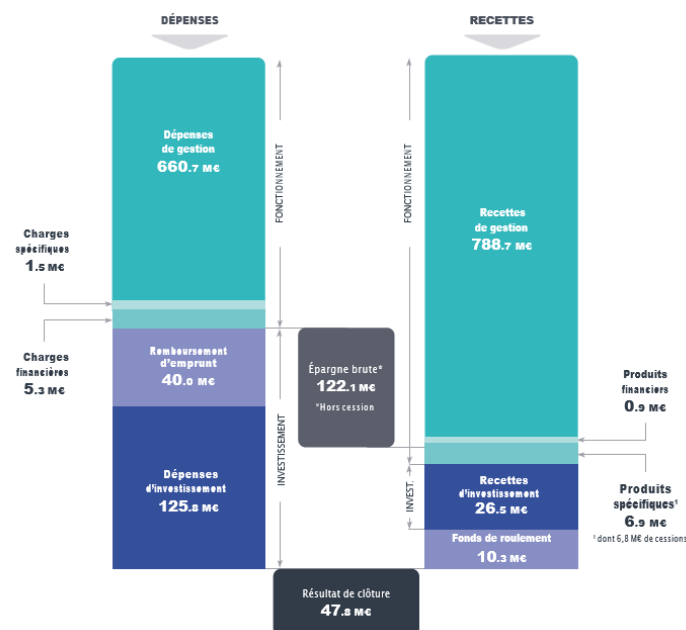 DÉPENSES
RECETTES
Dépenses
de gestion
660.7 M€
FONCTIONNEMENT
FONCTIONNEMENT
Recettes
de gestion
788.7 M€
Charges
spécifiques
1.5 M€
Charges
financières
5.3 M€
Remboursement
d'emprunt
40.0 M€
Épargne brute*
122.1 M€
*Hors cession
Produits
financiers
0.9 M€
INVESTISSEMENT
Dépenses
d'investissement
125.8 M€
INVEST.
Recettes
d'investissement
26.5 M€
Produits
spécifiques¹
6.9 M€
¹ dont 6,8 M€ de cessions
Fonds de roulement
10.3 M€
Résultat de clôture
47.8 M€